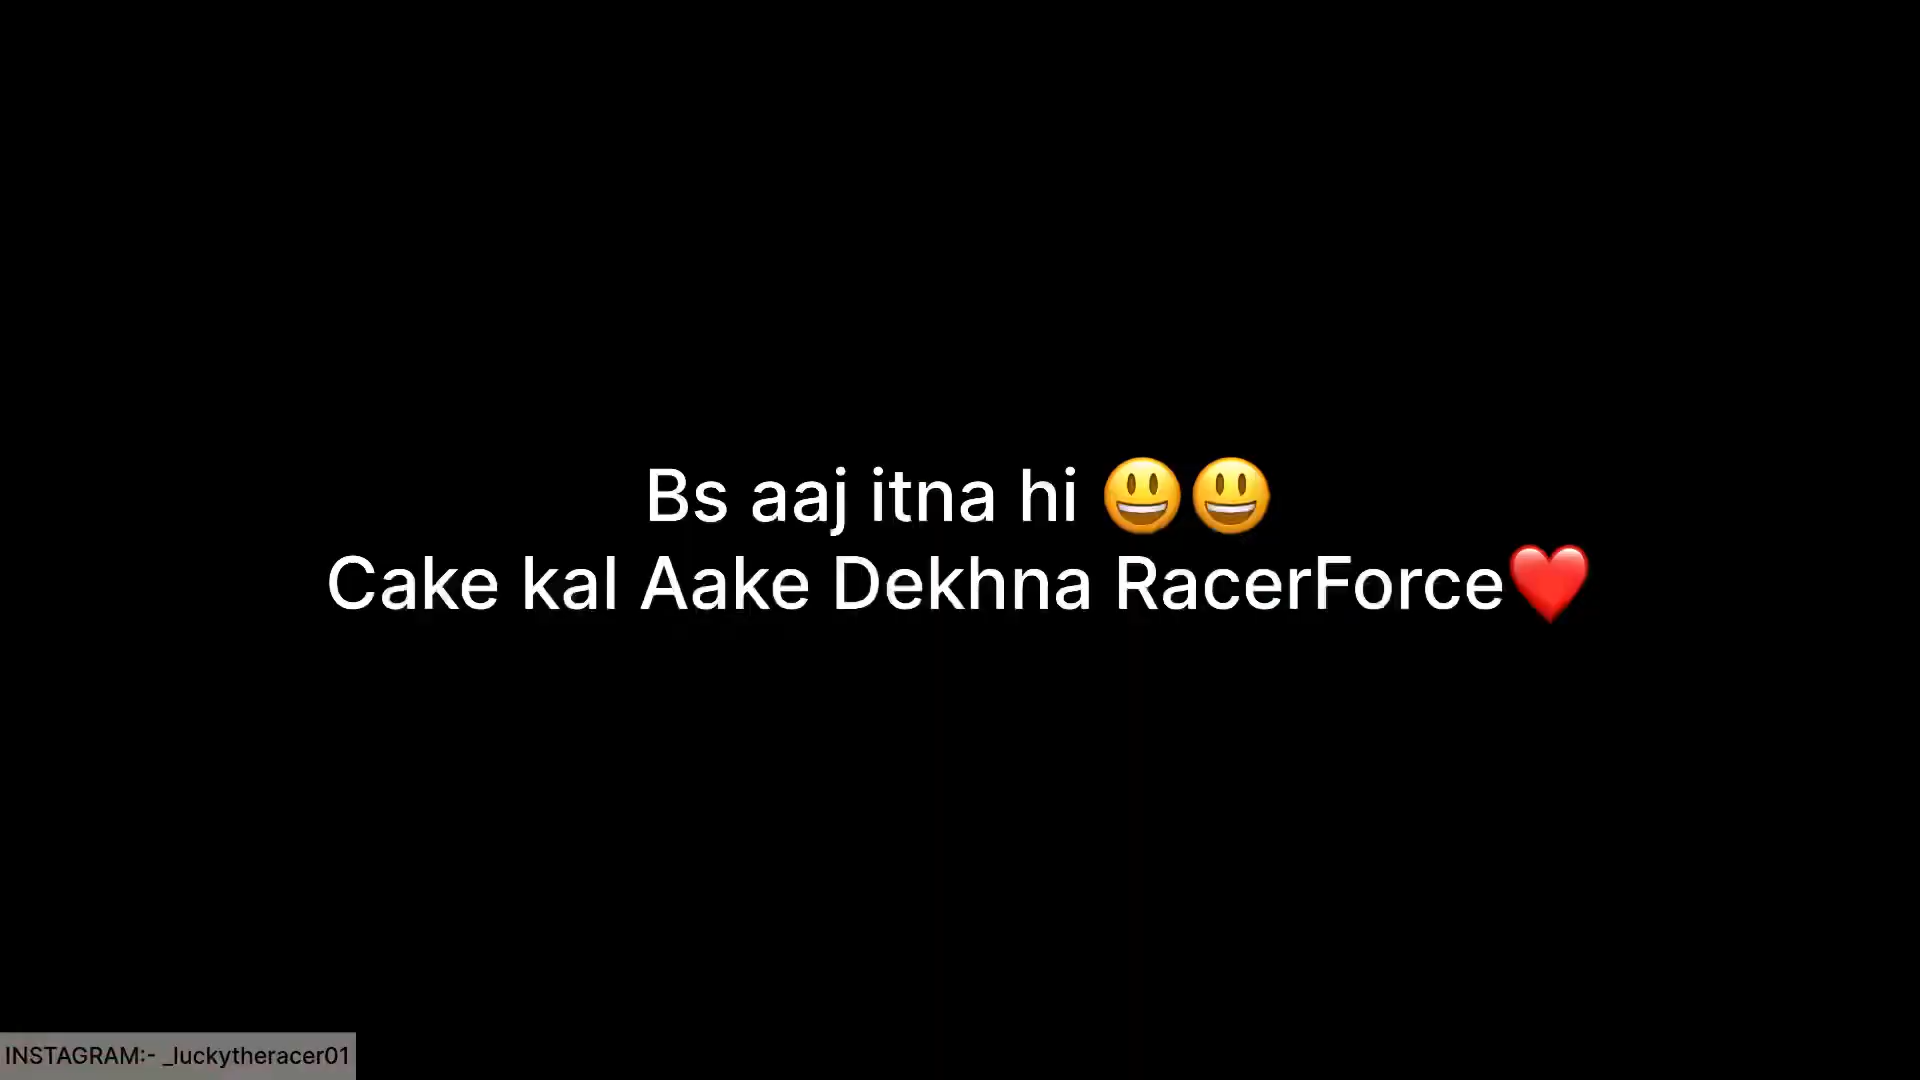 Bs aaj itna hi 😃😃
Cake kal Aake Dekhna RacerForce❤️
INSTAGRAM:- _luckytheracer01